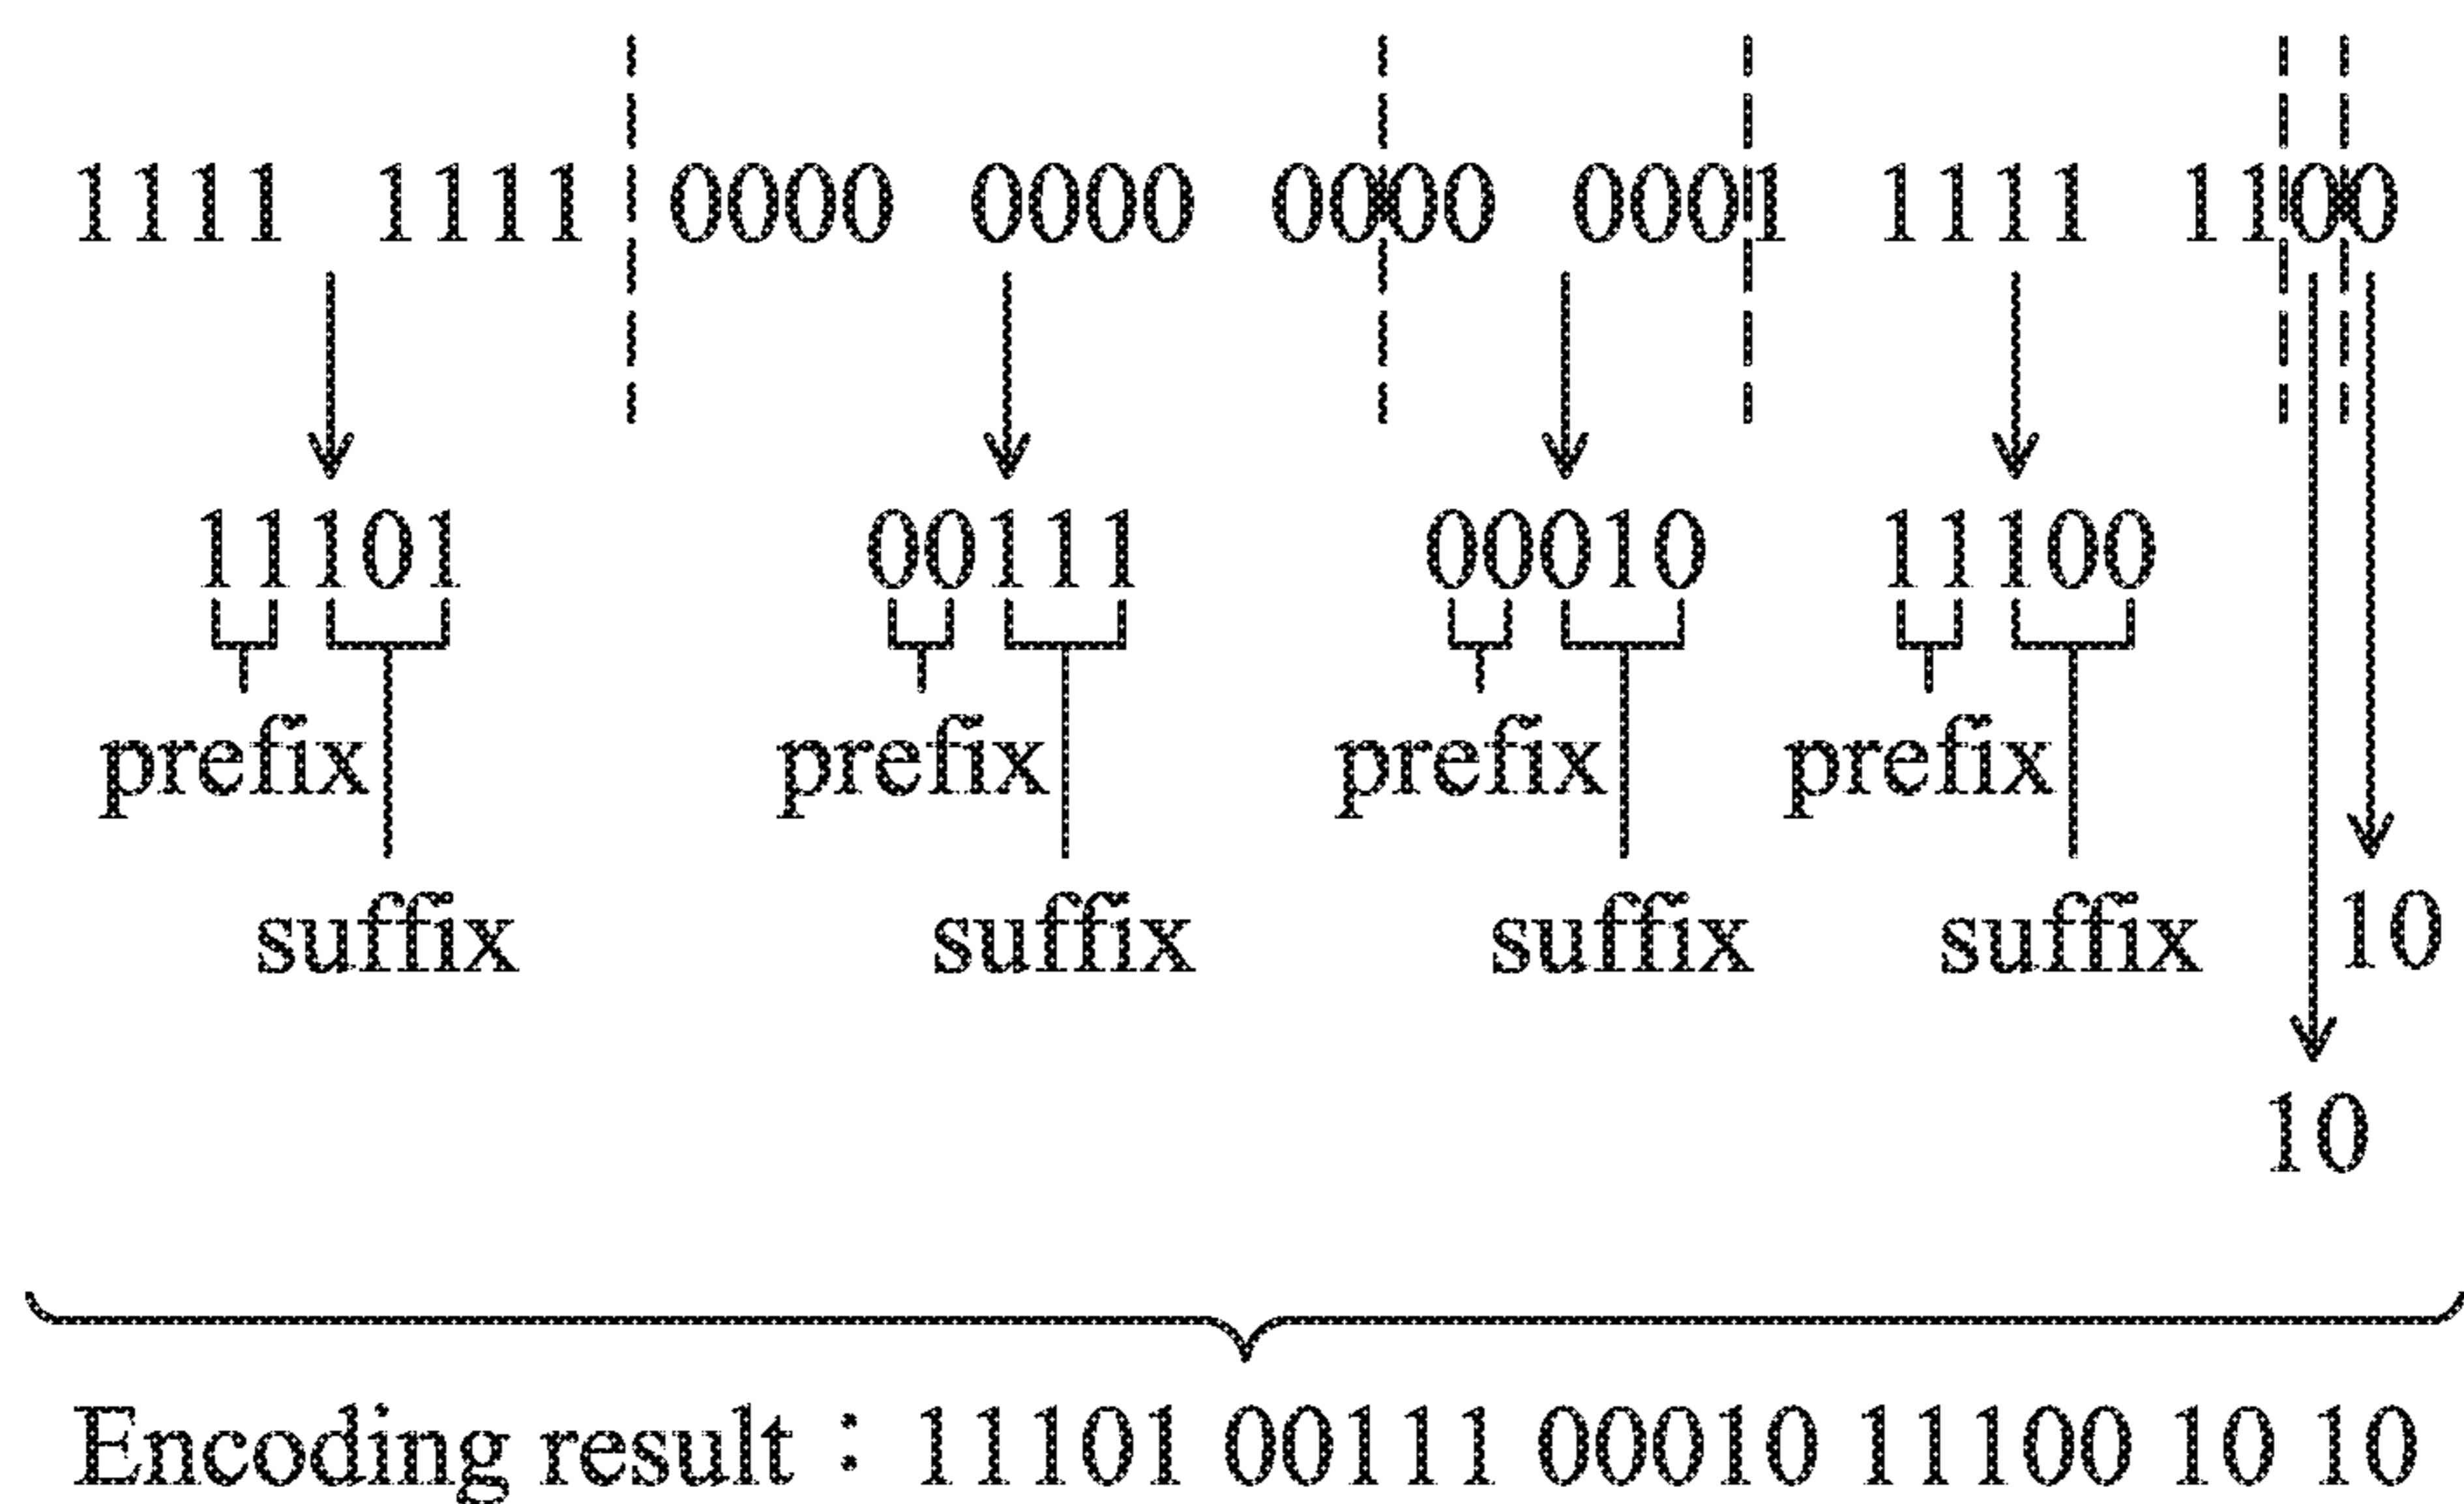 1111 1111 0000 0000 0000 0001 1111 1100
11101 00111 00010 11100
prefix prefix prefix prefix
suffix suffix suffix suffix 10
10
Encoding result : 11101 00111 00010 11100 10 10